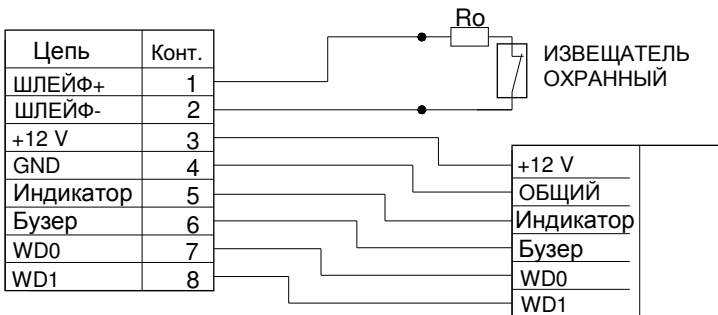 Ro
ИЗВЕЩАТЕЛЬ
ОХРАННЫЙ
Цепь Конт.
ШЛЕЙФ+ 1
ШЛЕЙФ- 2
+12 V 3
GND 4
Индикатор 5
Бузер 6
WD0 7
WD1 8
+12 V
ОБЩИЙ
Индикатор
Бузер
WD0
WD1